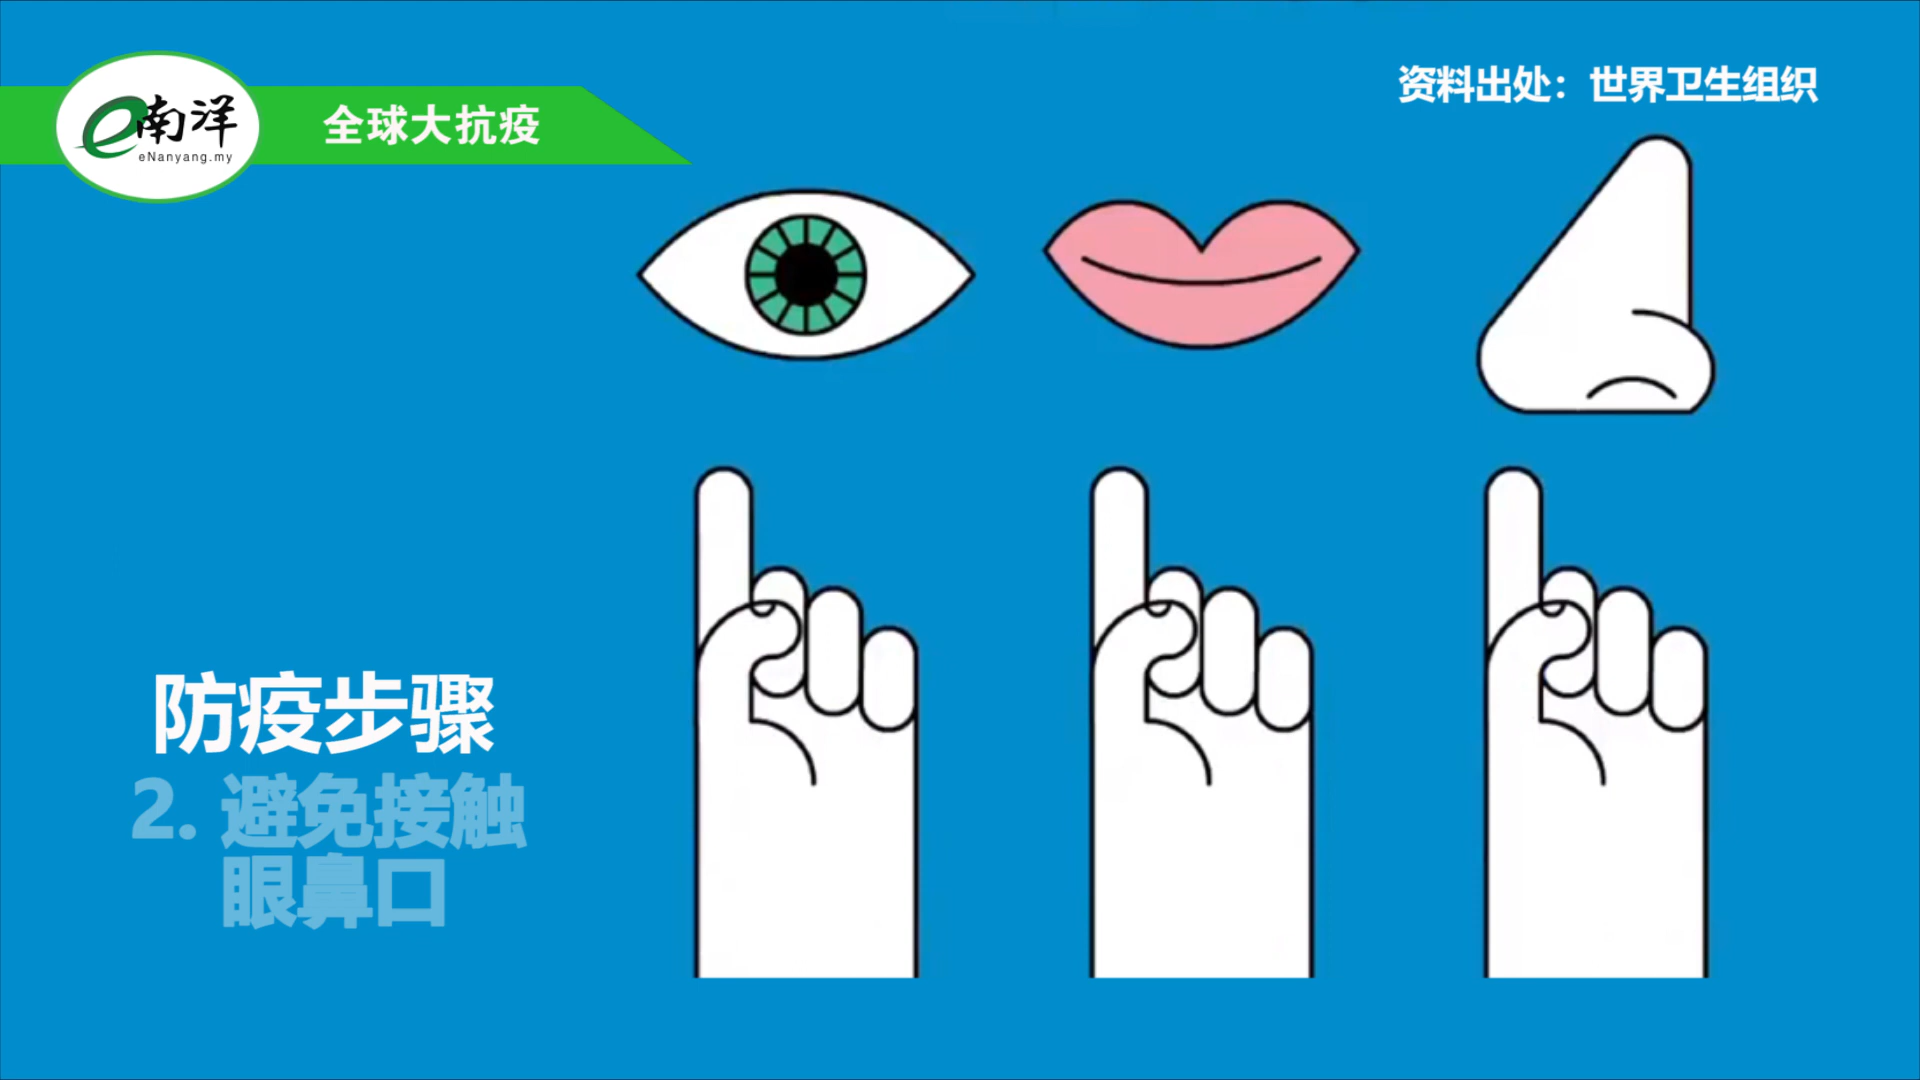 e南洋
eNanyang.my
全球大抗疫
资料出处：世界卫生组织
防疫步骤
2. 避免接触
眼鼻口